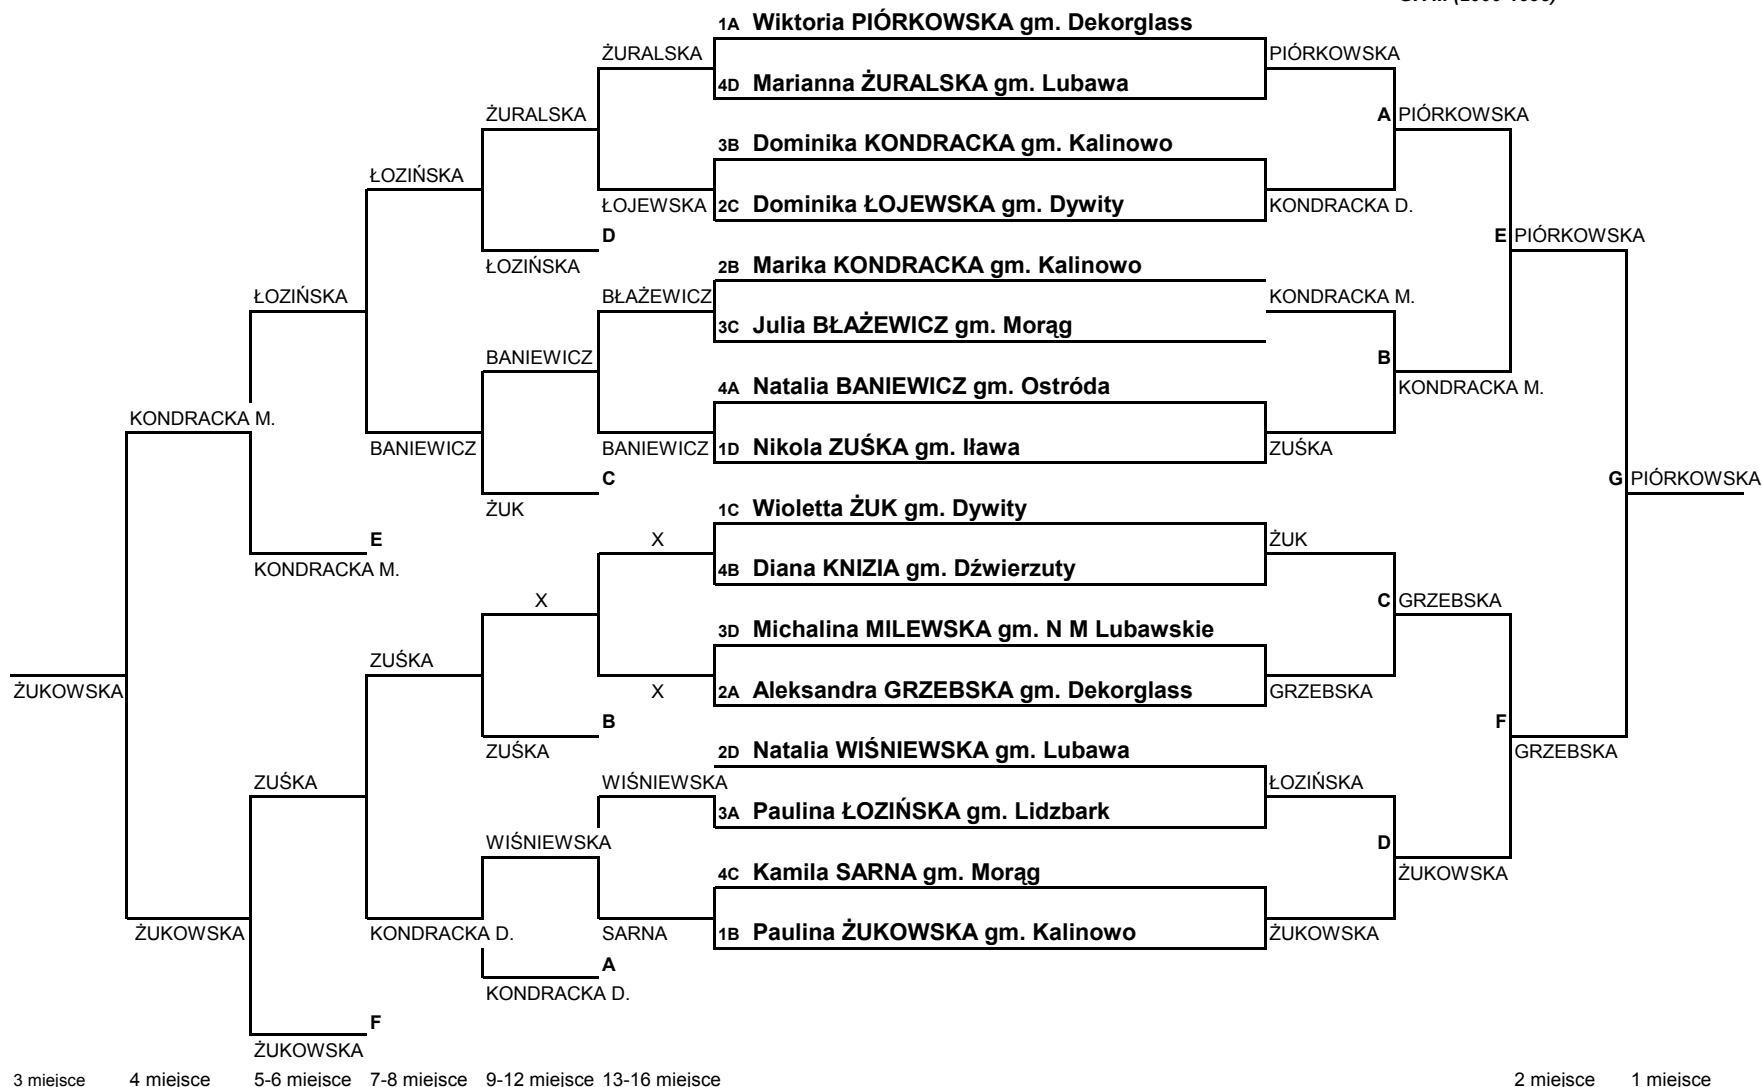 1A Wiktoria PIÓRKOWSKA gm. Dekorglass
ŻURALSKA PIÓRKOWSKA
4D Marianna ŻURALSKA gm. Lubawa
ŻURALSKA A PIÓRKOWSKA
3B Dominika KONDRACKA gm. Kalinowo
ŁOZIŃSKA
ŁOJEWSKA 2C Dominika ŁOJEWSKA gm. Dywity KONDRACKA D.
D E PIÓRKOWSKA
ŁOZIŃSKA 2B Marika KONDRACKA gm. Kalinowo
ŁOZIŃSKA BŁAŻEWICZ KONDRACKA M.
3C Julia BŁAŻEWICZ gm. Morąg
BANIEWICZ B
4A Natalia BANIEWICZ gm. Ostróda KONDRACKA M.
KONDRACKA M.
BANIEWICZ BANIEWICZ 1D Nikola ZUŚKA gm. Iława ZUŚKA
C G PIÓRKOWSKA
ŻUK 1C Wioletta ŻUK gm. Dywity
E X ŻUK
KONDRACKA M. 4B Diana KNIZIA gm. Dźwierzuty
X C GRZEBSKA
3D Michalina MILEWSKA gm. N M Lubawskie
ZUŚKA
ŻUKOWSKA X 2A Aleksandra GRZEBSKA gm. Dekorglass GRZEBSKA
B F
ZUŚKA 2D Natalia WIŚNIEWSKA gm. Lubawa GRZEBSKA
ZUŚKA WIŚNIEWSKA ŁOZIŃSKA
3A Paulina ŁOZIŃSKA gm. Lidzbark
WIŚNIEWSKA D
4C Kamila SARNA gm. Morąg ŻUKOWSKA
ŻUKOWSKA KONDRACKA D. SARNA 1B Paulina ŻUKOWSKA gm. Kalinowo ŻUKOWSKA
A
KONDRACKA D.
F
ŻUKOWSKA
3 miejsce 4 miejsce 5-6 miejsce 7-8 miejsce 9-12 miejsce 13-16 miejsce 2 miejsce 1 miejsce